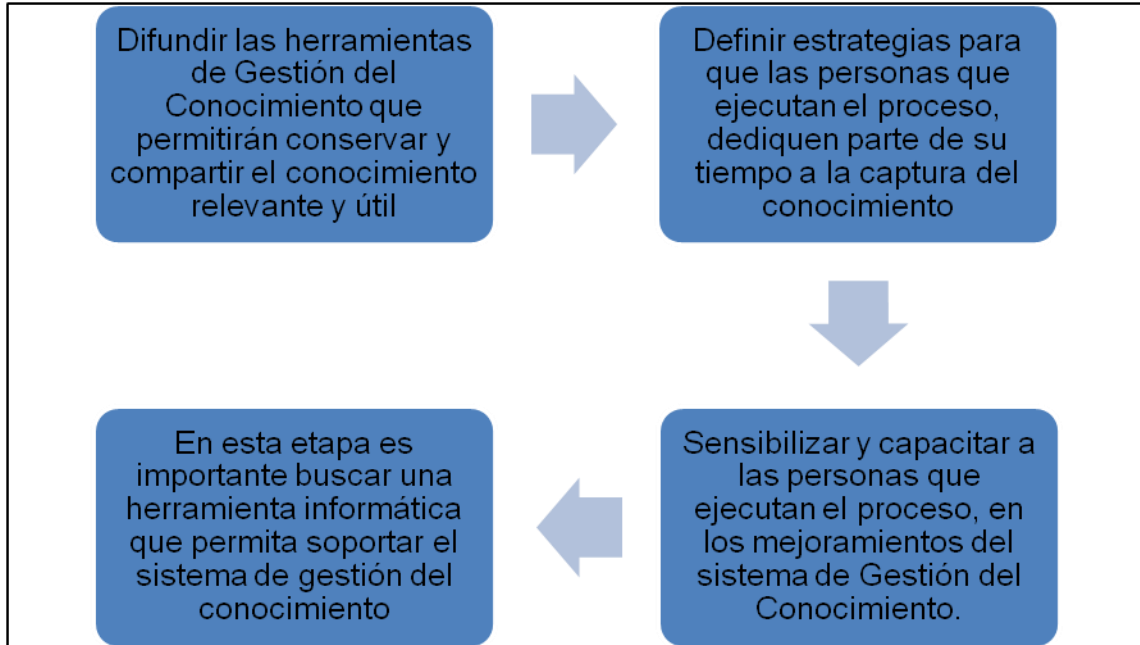 Difundir las herramientas
de Gestión del
Conocimiento que
permitirán conservar y
compartir el conocimiento
relevante y útil
Definir estrategias para
que las personas que
ejecutan el proceso,
dediquen parte de su
tiempo a la captura del
conocimiento
Sensibilizar y capacitar a
las personas que
ejecutan el proceso, en
los mejoramientos del
sistema de Gestión del
Conocimiento.
En esta etapa es
importante buscar una
herramienta informática
que permita soportar el
sistema de gestión del
conocimiento